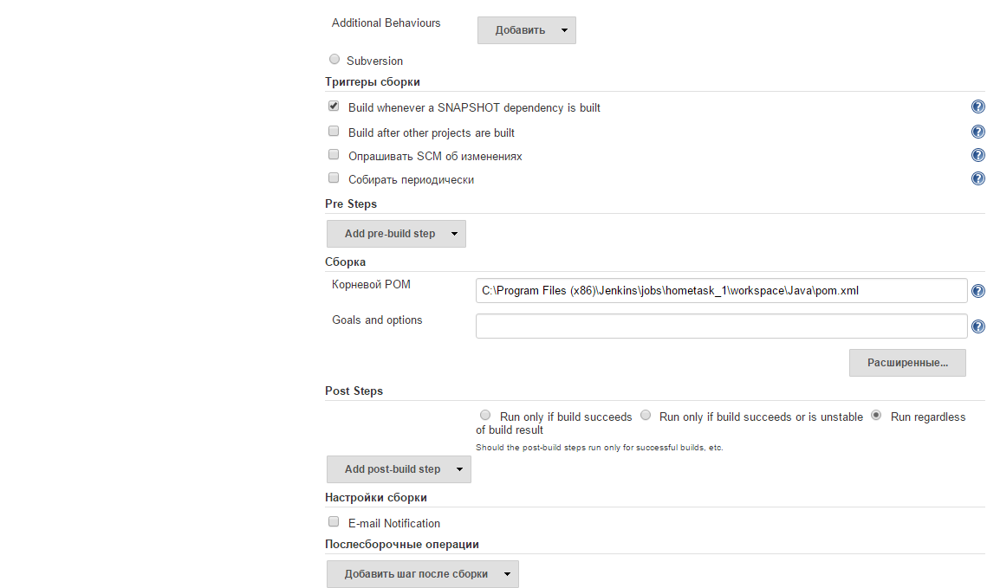 Additional Behaviours
Добавить
Subversion
Триггеры сборки
Build whenever a SNAPSHOT dependency is built
Build after other projects are built
Опрашивать SCM об изменениях
Собирать периодически
Pre Steps
Add pre-build step
Сборка
Корневой POM
C:\Program Files (x86)\Jenkins\jobs\hometask_1\workspace\Java\pom.xml
Goals and options
Расширенные...
Post Steps
Run only if build succeeds Run only if build succeeds or is unstable Run regardless
of build result
Should the post-build steps run only for successful builds, etc.
Add post-build step
Настройки сборки
E-mail Notification
Послесборочные операции
Добавить шаг после сборки